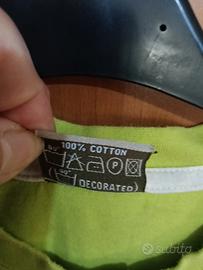 100% COTTON
P
(DECORATED)
subito